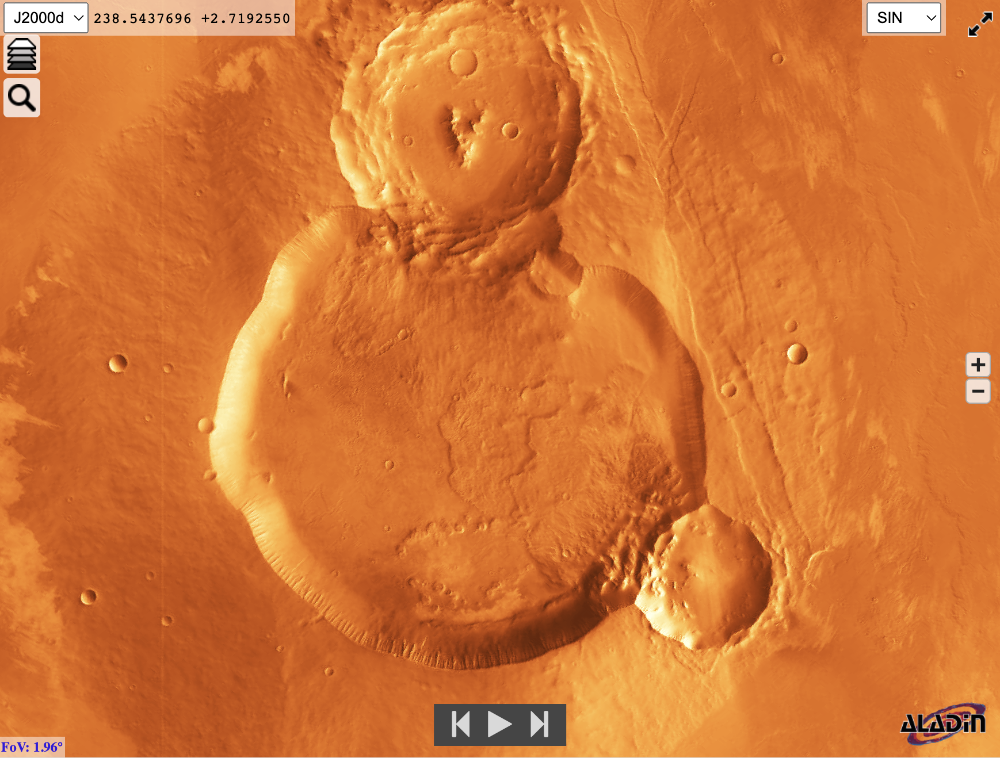 J2000d 238.5437696 +2.7192550 SIN
+
−
ALADIN
FoV: 1.96°